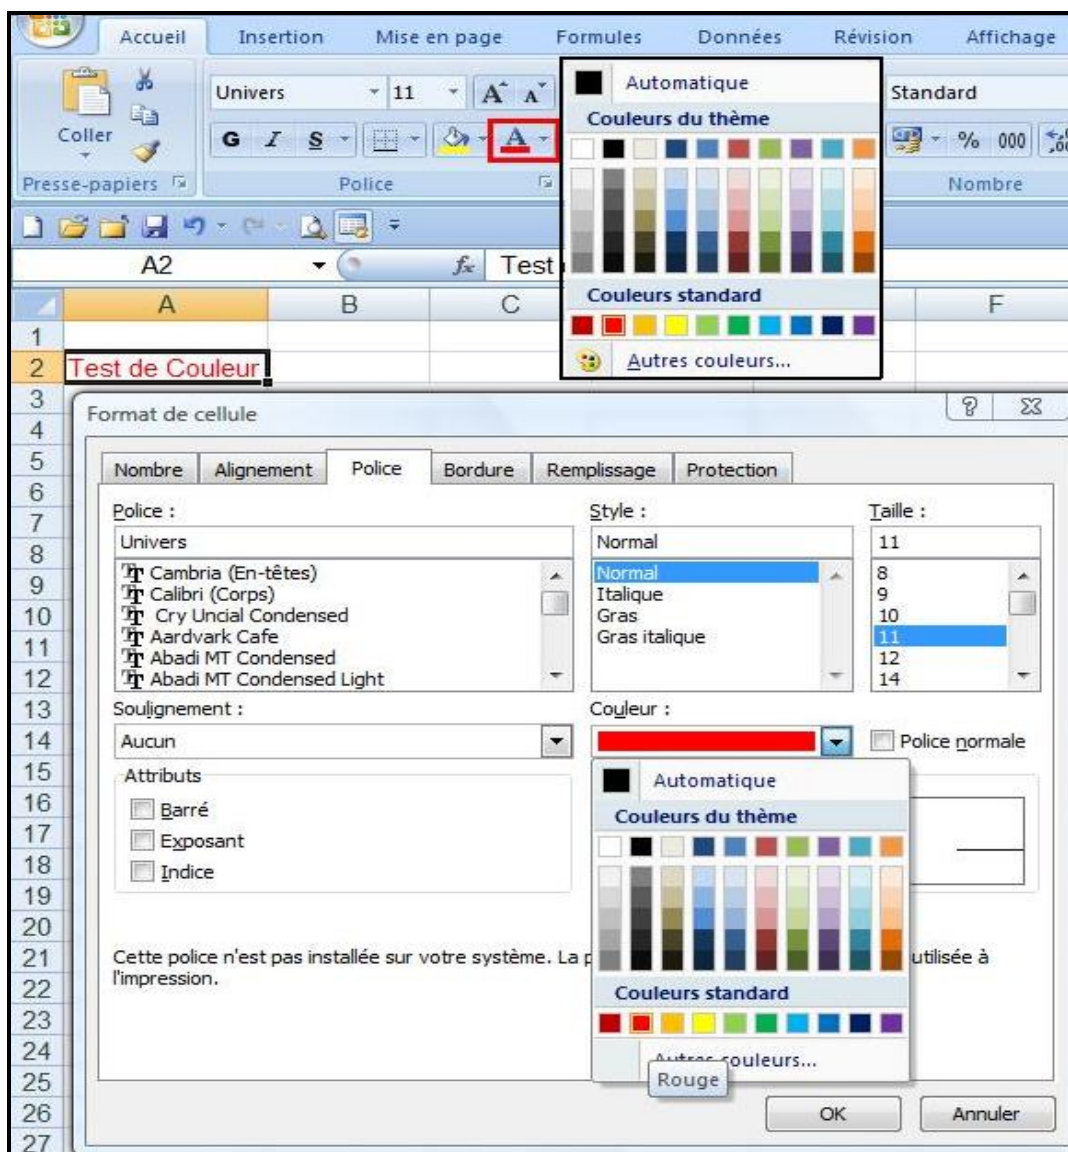 Accueil Insertion Mise en page Formules Données Révision Affichage
Automatique
Couleurs du thème
Couleurs standard
Autres couleurs...
Univers 11 A A Standard
Coller G I S A % 000
Presse-papiers Police Nombre
A2 fx Test
A B C F
1
2 Test de Couleur
3
4
5
6
7
8
9
10
11
12
13
14
15
16
17
18
19
20
21
22
23
24
25
26
27
Format de cellule
Nombre Alignement Police Bordure Remplissage Protection
Police : Style : Taille :
Univers Normal 11
Cambria (En-têtes) Normal 8
Calibri (Corps) Italique 9
Cry Uncial Condensed Gras 10
Aardvark Cafe Gras italique 11
Abadi MT Condensed 12
Abadi MT Condensed Light 14
Soulignement : Couleur :
Aucun Police normale
Attributs
Barré
Exposant
Indice
Automatique
Couleurs du thème
Couleurs standard
couleurs...
Rouge
Cette police n'est pas installée sur votre système. La utilisée à
l'impression.
OK Annuler